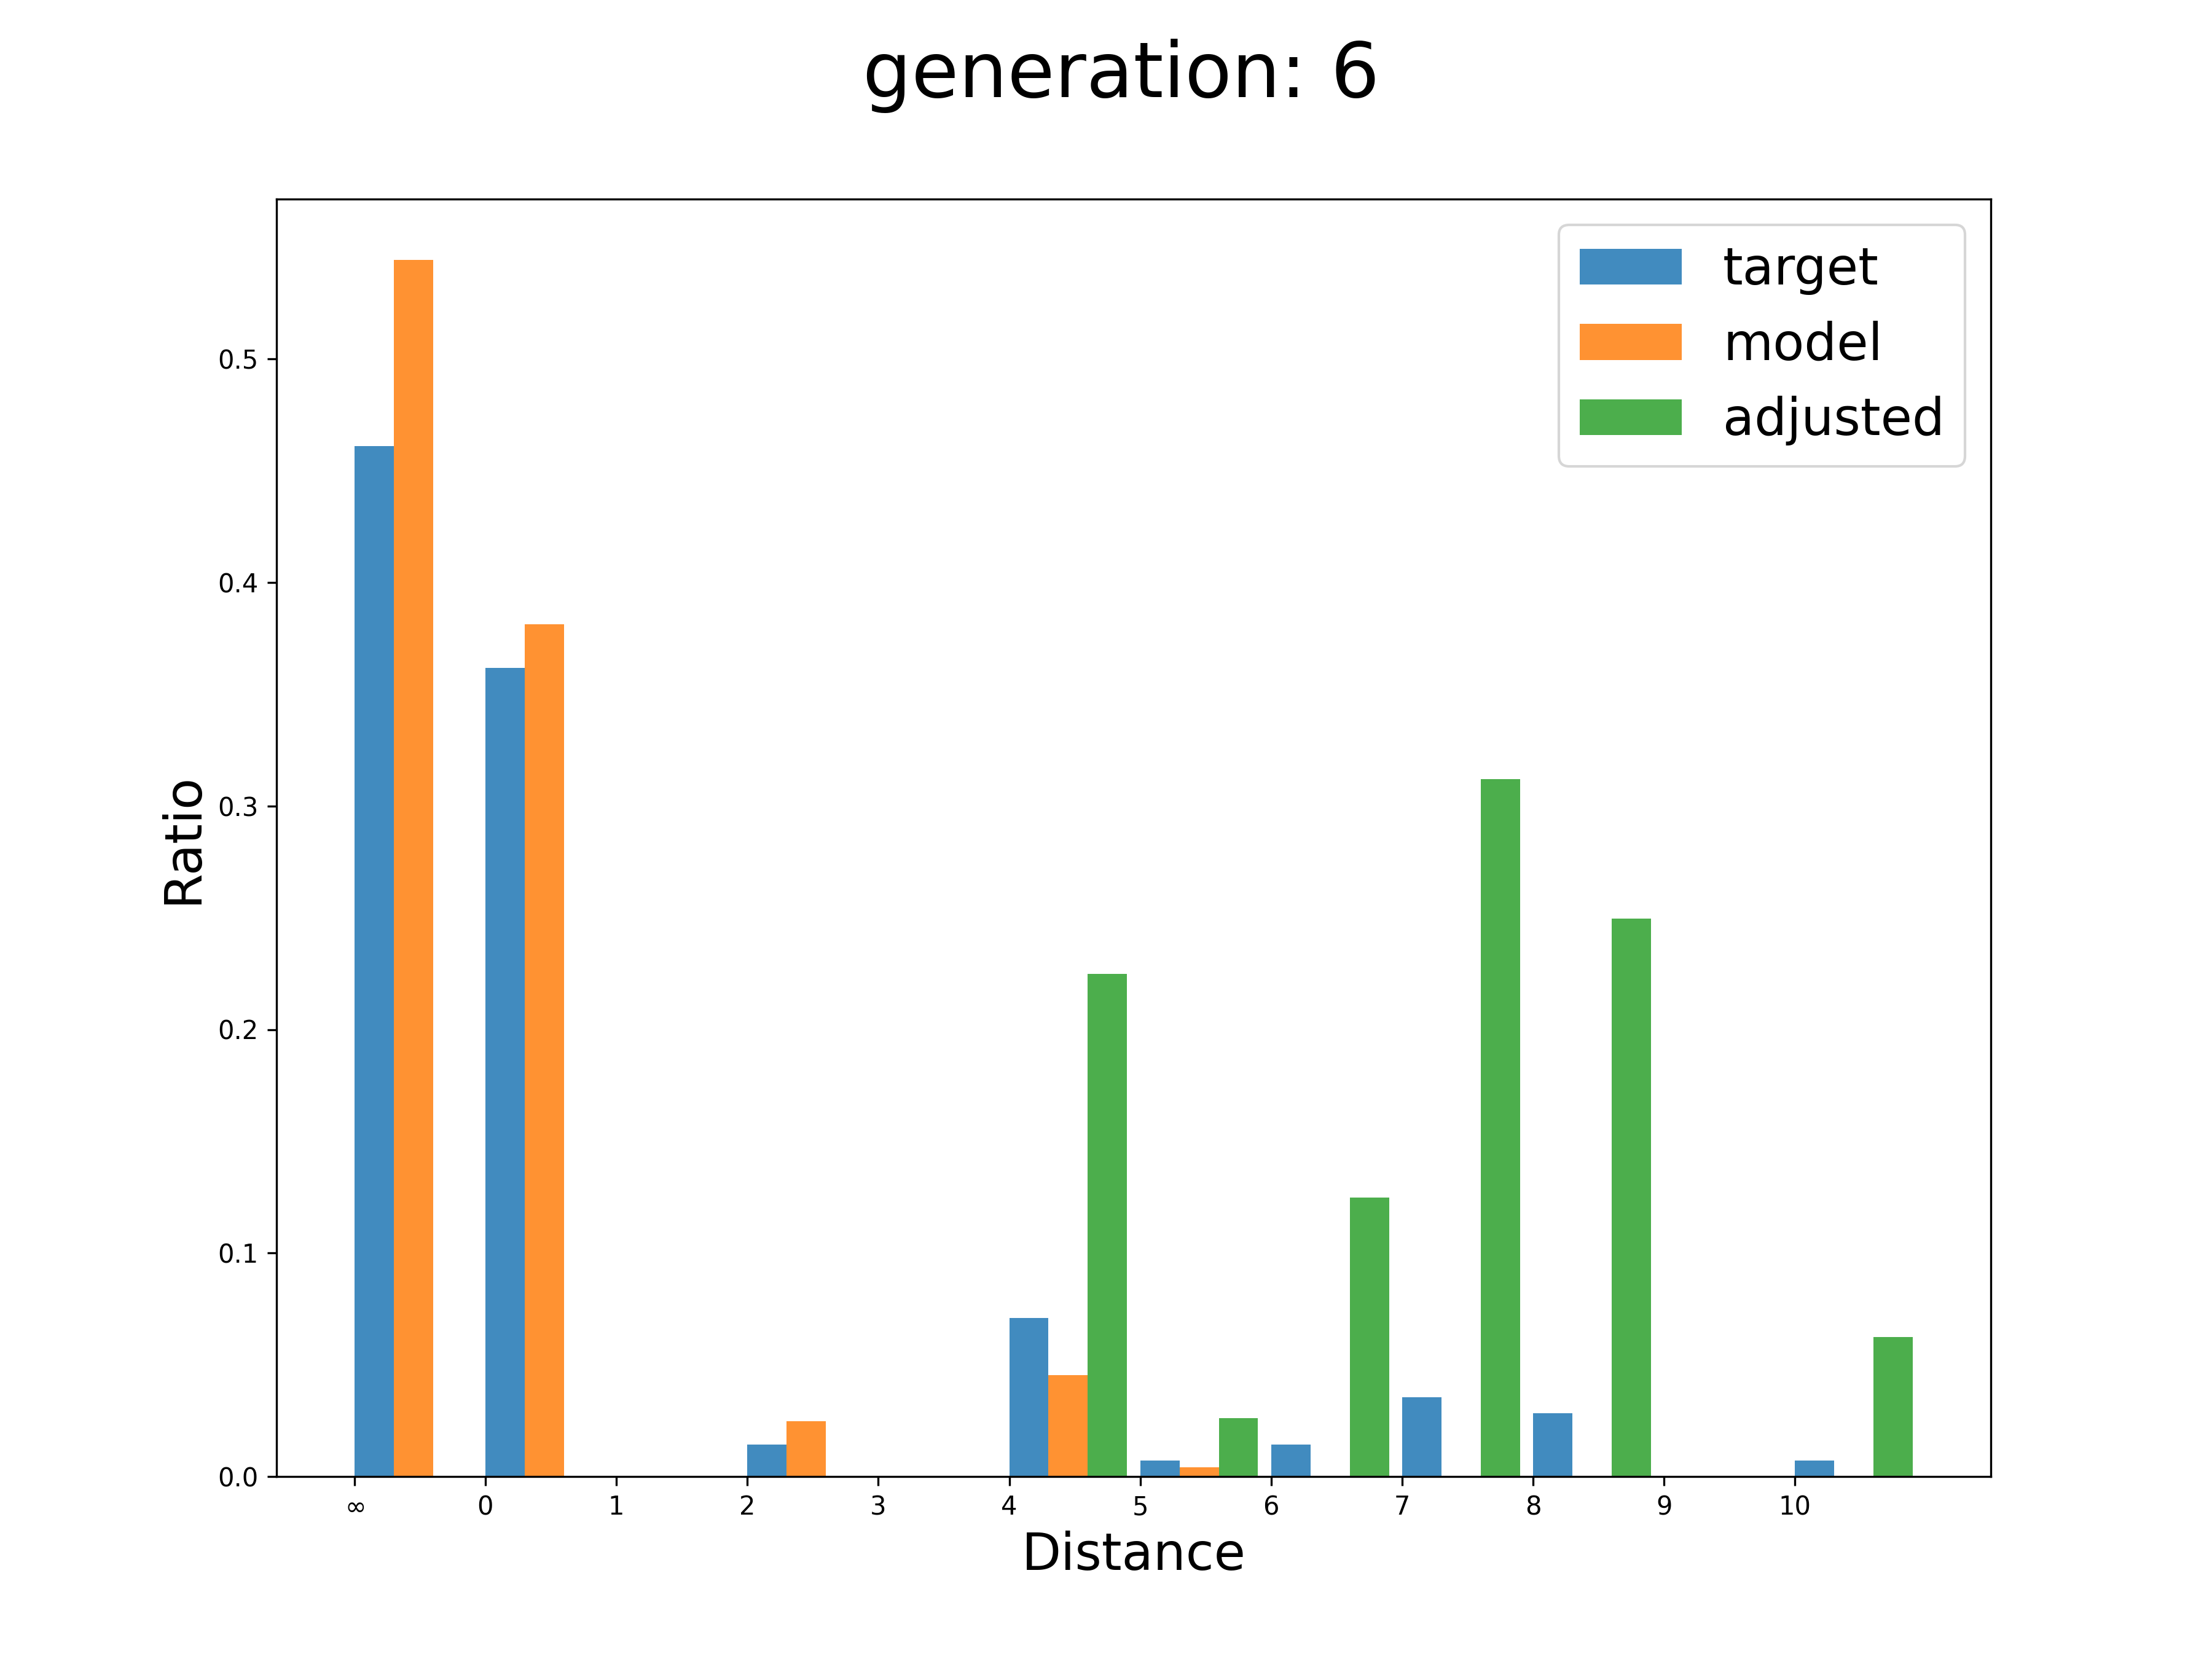 generation: 6
target
model
adjusted
Ratio
0.5
0.4
0.3
0.2
0.1
0.0
∞ 0 1 2 3 4 5 6 7 8 9 10
Distance